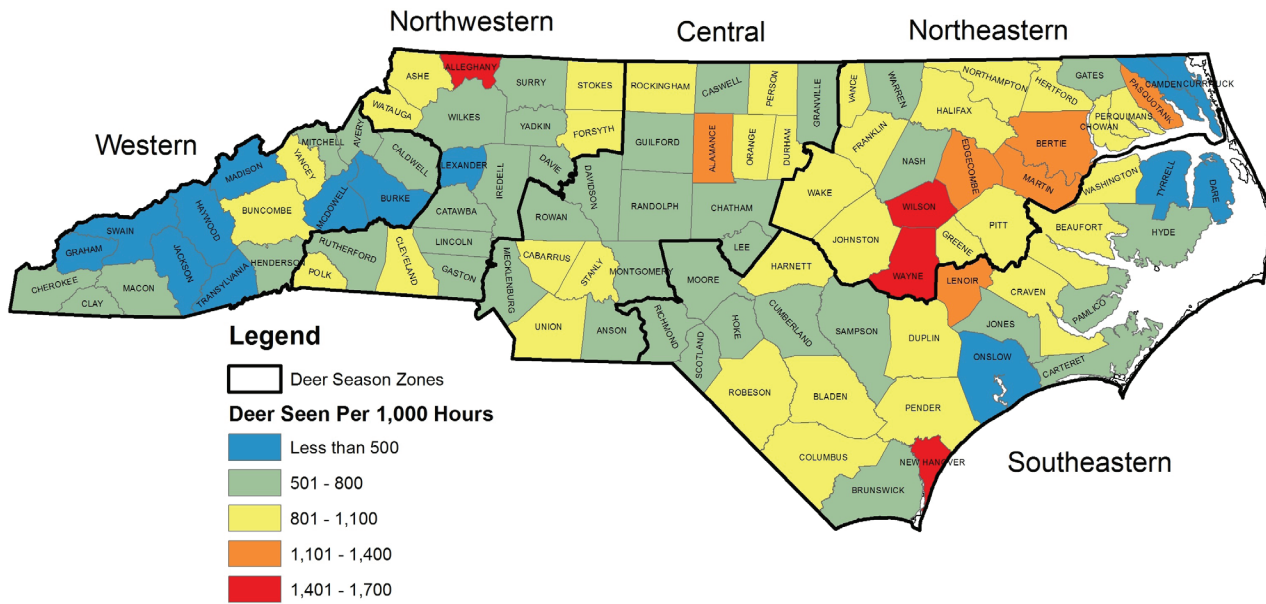 Northwestern
Central
Northeastern
Western
Southeastern
ALLEGHANY
ASHE
SURRY
STOKES
ROCKINGHAM
CASWELL
PERSON
GRANVILLE
VANCE
WARREN
NORTHAMPTON
HERTFORD
GATES
CAMDEN
CURRITUCK
PASQUOTANK
PERQUIMANS
CHOWAN
WATAUGA
WILKES
YADKIN
FORSYTH
GUILFORD
ALAMANCE
ORANGE
DURHAM
FRANKLIN
HALIFAX
NASH
EDGECOMBE
BERTIE
MARTIN
WASHINGTON
TYRRELL
DARE
MITCHELL
AVERY
YANCEY
CALDWELL
ALEXANDER
IREDELL
DAVIE
DAVIDSON
RANDOLPH
CHATHAM
WAKE
WILSON
PITT
BEAUFORT
HYDE
MADISON
BUNCOMBE
MCDOWELL
BURKE
CATAWBA
ROWAN
LEE
JOHNSTON
WAYNE
GREENE
HAYWOOD
SWAIN
GRAHAM
JACKSON
TRANSYLVANIA
HENDERSON
RUTHERFORD
POLK
CLEVELAND
LINCOLN
GASTON
MECKLENBURG
CABARRUS
STANLY
MONTGOMERY
MOORE
HARNETT
LENOIR
CRAVEN
PAMLICO
CHEROKEE
CLAY
MACON
UNION
ANSON
RICHMOND
SCOTLAND
HOKE
CUMBERLAND
SAMPSON
DUPLIN
JONES
ONSLOW
CARTERET
ROBESON
BLADEN
PENDER
COLUMBUS
BRUNSWICK
NEW HANOVER
Legend
Deer Season Zones
Deer Seen Per 1,000 Hours
Less than 500
501 - 800
801 - 1,100
1,101 - 1,400
1,401 - 1,700